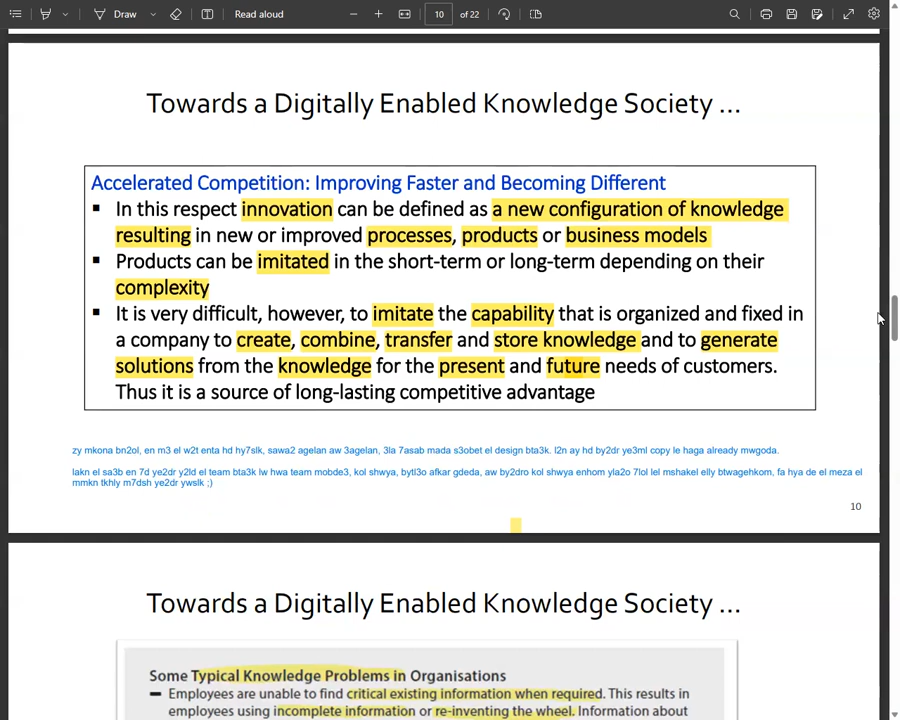 Draw
Read aloud
10
of 22
Towards a Digitally Enabled Knowledge Society ...
Accelerated Competition: Improving Faster and Becoming Different
▪ In this respect innovation can be defined as a new configuration of knowledge
resulting in new or improved processes, products or business models
▪ Products can be imitated in the short-term or long-term depending on their
complexity
▪ It is very difficult, however, to imitate the capability that is organized and fixed in
a company to create, combine, transfer and store knowledge and to generate
solutions from the knowledge for the present and future needs of customers.
Thus it is a source of long-lasting competitive advantage
zy mkona bn2ol, en m3 el w2t enta hd hy7slk, sawa2 agelan aw 3agelan, 3la 7asab mada s3obet el design bta3k. l2n ay hd by2dr ye3ml copy le haga already mwgoda.
lakn el sa3b en 7d ye2dr y2ld el team bta3k lw hwa team mobde3, kol shwya, bytl3o afkar gdeda, aw by2dro kol shwya enhom yla2o 7lol lel mshakel elly btwagehkom, fa hya de el meza el
mmkn tkhly m7dsh ye2dr ywslk ;)
10
Towards a Digitally Enabled Knowledge Society ...
Some Typical Knowledge Problems in Organisations
– Employees are unable to find critical existing information when required. This results in
employees using incomplete information or re-inventing the wheel. Information about